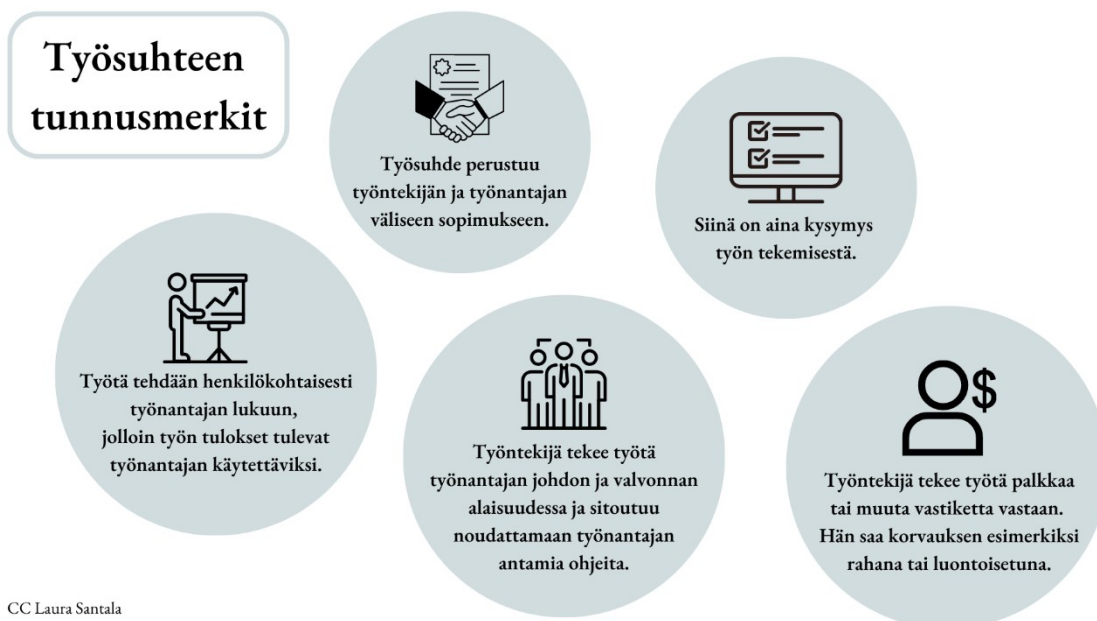 Työsuhteen
tunnusmerkit
Työsuhde perustuu
työntekijän ja työnantajan
väliseen sopimukseen.
Siinä on aina kysymys
työn tekemisestä.
Työtä tehdään henkilökohtaisesti
työnantajan lukuun,
jolloin työn tulokset tulevat
työnantajan käytettäviksi.
Työntekijä tekee työtä
työnantajan johdon ja valvonnan
alaisuudessa ja sitoutuu
noudattamaan työnantajan
antamia ohjeita.
$
Työntekijä tekee työtä palkkaa
tai muuta vastiketta vastaan.
Hän saa korvauksen esimerkiksi
rahana tai luontoisetuna.
CC Laura Santala